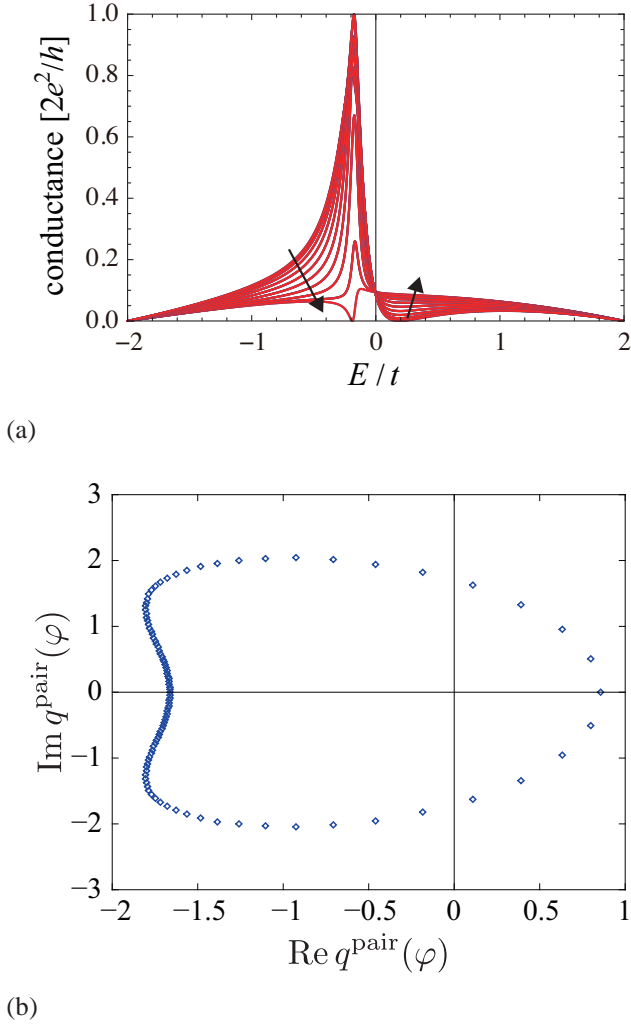 conductance [2e²/h]
1.0
0.8
0.6
0.4
0.2
0.0
−2 −1 0 1 2
E / t
(a)
Im q^pair(φ)
3
2
1
0
−1
−2
−3
−2 −1.5 −1 −0.5 0 0.5 1
Re q^pair(φ)
(b)